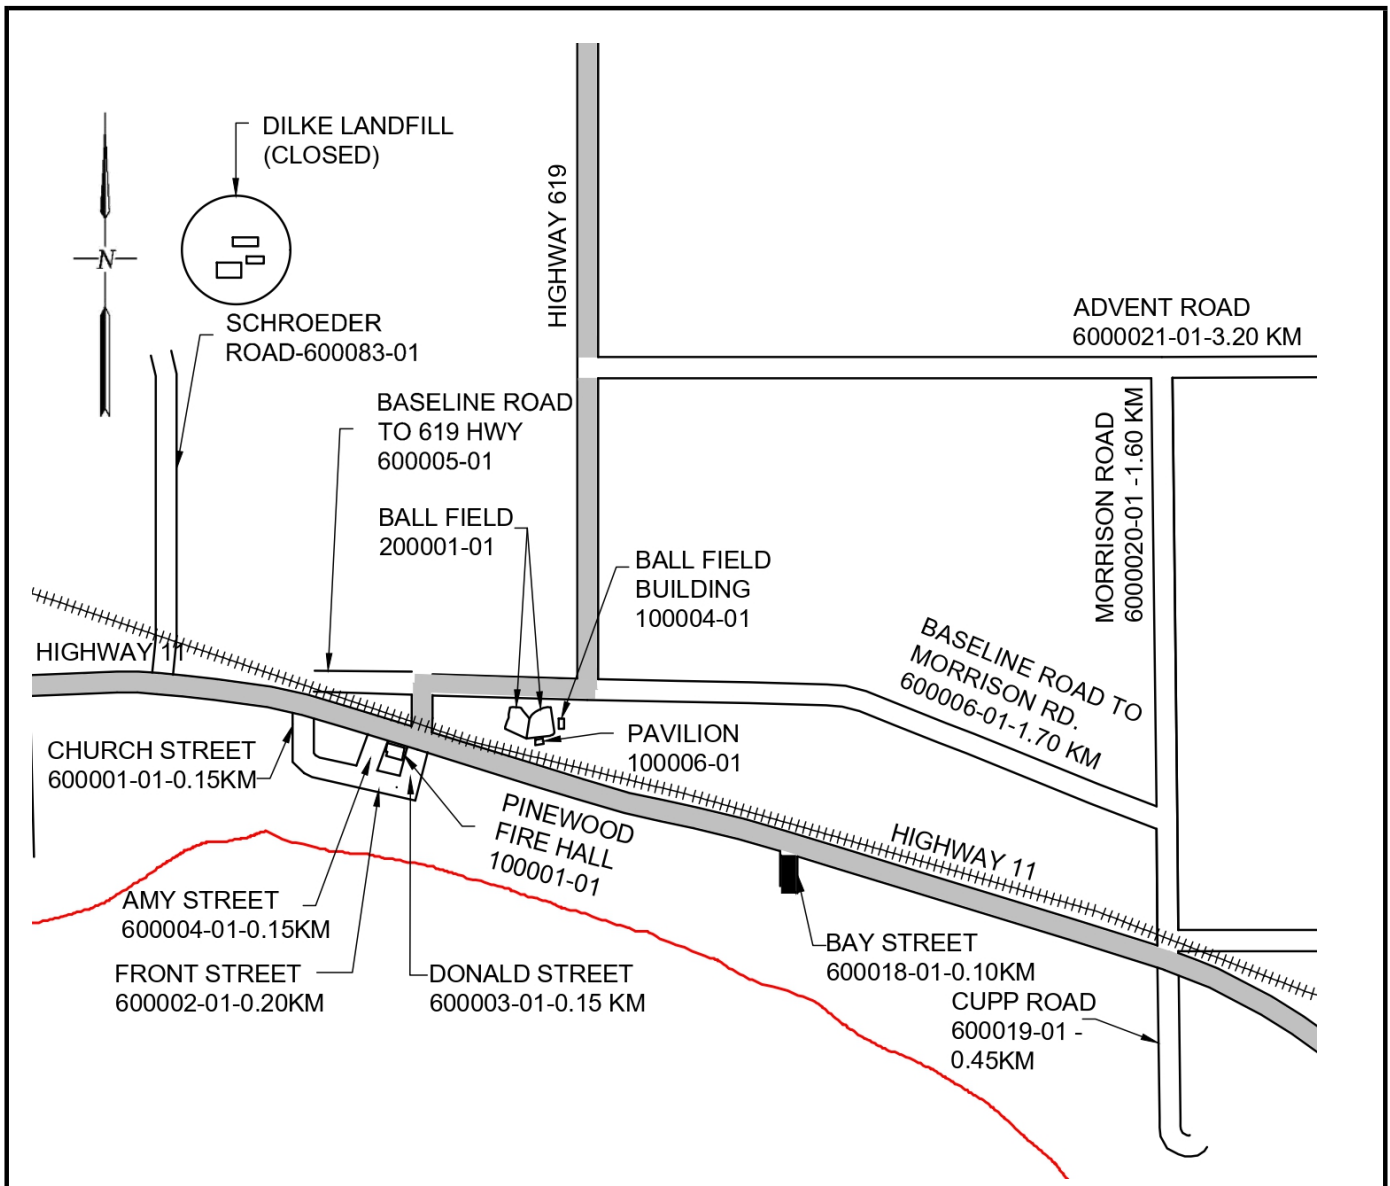 DILKE LANDFILL
(CLOSED)
HIGHWAY 619
N
ADVENT ROAD
6000021-01-3.20 KM
SCHROEDER
ROAD-600083-01
BASELINE ROAD
TO 619 HWY
600005-01
MORRISON ROAD
6000020-01 -1.60 KM
BALL FIELD
200001-01
BALL FIELD
BUILDING
100004-01
BASELINE ROAD TO
MORRISON RD.
600006-01-1.70 KM
HIGHWAY 11
CHURCH STREET
600001-01-0.15KM
PAVILION
100006-01
PINEWOOD
FIRE HALL
100001-01
HIGHWAY 11
AMY STREET
600004-01-0.15KM
FRONT STREET
600002-01-0.20KM
DONALD STREET
600003-01-0.15 KM
BAY STREET
600018-01-0.10KM
CUPP ROAD
600019-01 -
0.45KM